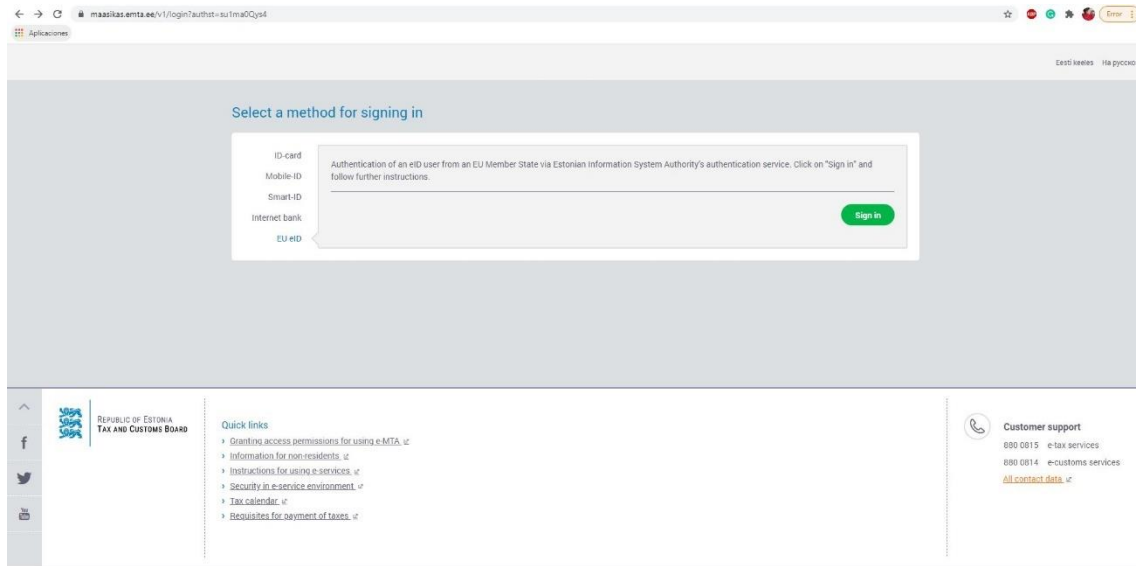 maasikas.emta.ee/v1/login?authst=su1ma0Qys4
Error
Aplicaciones
Eesti keeles На русско
Select a method for signing in
ID-card
Mobile-ID
Smart-ID
Internet bank
EU eID
Authentication of an eID user from an EU Member State via Estonian Information System Authority's authentication service. Click on "Sign in" and
follow further instructions.
Sign in
REPUBLIC OF ESTONIA
TAX AND CUSTOMS BOARD
Quick links
Granting access permissions for using e-MTA
Information for non-residents
Instructions for using e-services
Security in e-service environment
Tax calendar
Requisites for payment of taxes
Customer support
880 0815 e-tax services
880 0814 e-customs services
All contact data